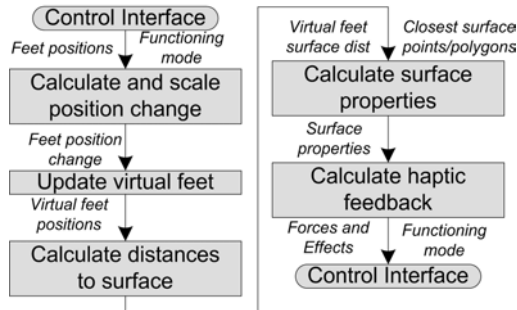 Control Interface
Feet positions
Functioning
mode
Calculate and scale
position change
Feet position
change
Update virtual feet
Virtual feet
positions
Calculate distances
to surface
Virtual feet
surface dist
Closest surface
points/polygons
Calculate surface
properties
Surface
properties
Calculate haptic
feedback
Forces and
Effects
Functioning
mode
Control Interface